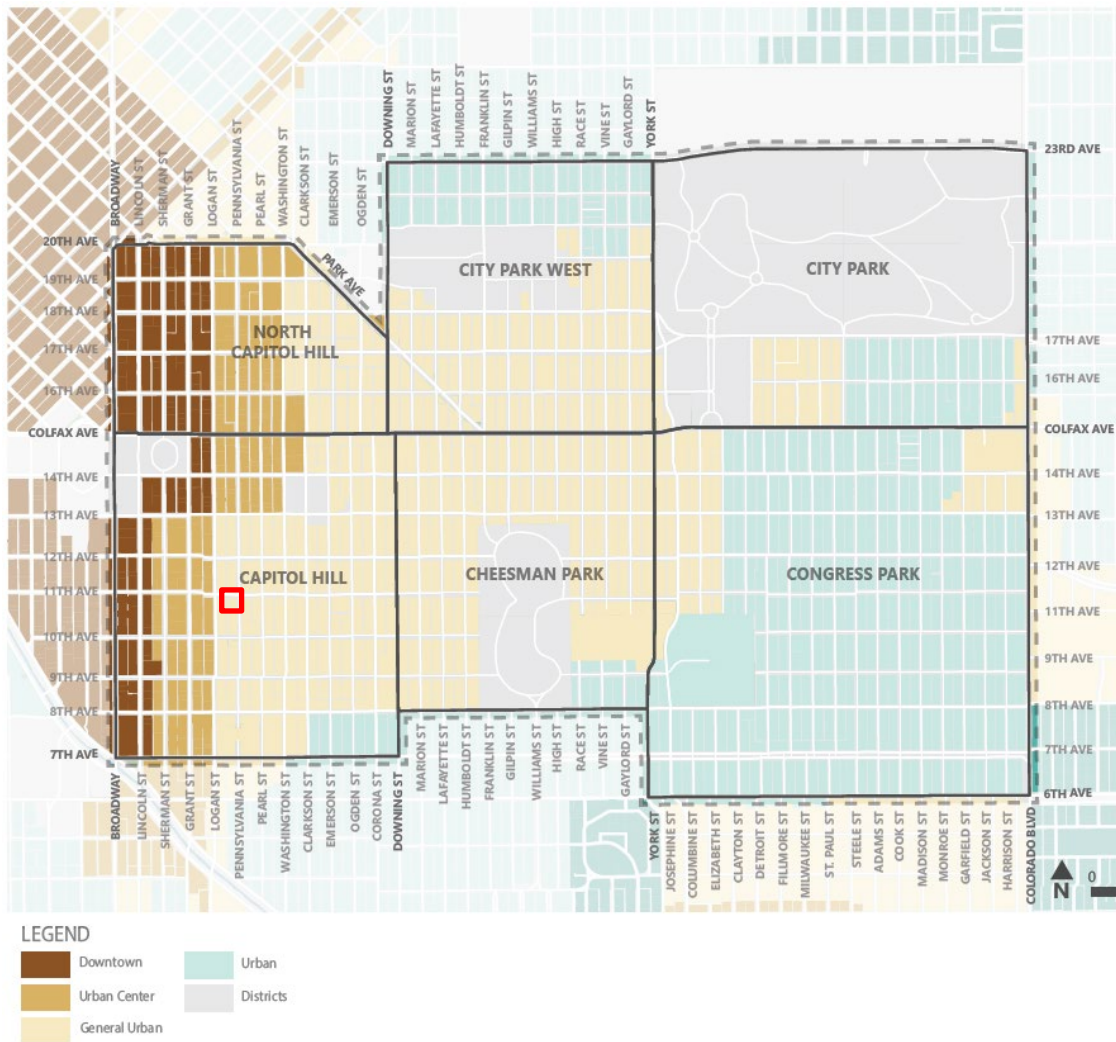 DOWNING ST
MARION ST
LAFAYETTE ST
HUMBOLDT ST
FRANKLIN ST
GILPIN ST
WILLIAMS ST
HIGH ST
RACE ST
VINE ST
GAYLORD ST
YORK ST
BROADWAY
LINCOLN ST
SHERMAN ST
GRANT ST
LOGAN ST
PENNSYLVANIA ST
PEARL ST
WASHINGTON ST
CLARKSON ST
EMERSON ST
OGDEN ST
23RD AVE
20TH AVE
19TH AVE
18TH AVE
17TH AVE
16TH AVE
COLFAX AVE
14TH AVE
13TH AVE
12TH AVE
11TH AVE
10TH AVE
9TH AVE
8TH AVE
7TH AVE
PARK AVE
CITY PARK WEST
CITY PARK
NORTH
CAPITOL HILL
CAPITOL HILL
CHEESMAN PARK
CONGRESS PARK
17TH AVE
16TH AVE
COLFAX AVE
14TH AVE
13TH AVE
12TH AVE
11TH AVE
9TH AVE
8TH AVE
7TH AVE
6TH AVE
BROADWAY
LINCOLN ST
SHERMAN ST
GRANT ST
LOGAN ST
PENNSYLVANIA ST
PEARL ST
WASHINGTON ST
CLARKSON ST
EMERSON ST
OGDEN ST
CORONA ST
DOWNING ST
MARION ST
LAFAYETTE ST
HUMBOLDT ST
FRANKLIN ST
GILPIN ST
WILLIAMS ST
HIGH ST
RACE ST
VINE ST
GAYLORD ST
YORK ST
JOSEPHINE ST
COLUMBINE ST
ELIZABETH ST
CLAYTON ST
DETROIT ST
FILLMORE ST
MILWAUKEE ST
ST. PAUL ST
STEELE ST
ADAMS ST
COOK ST
MADISON ST
MONROE ST
GARFIELD ST
JACKSON ST
HARRISON ST
COLORADO BLVD
N
0
LEGEND
Downtown
Urban
Urban Center
Districts
General Urban